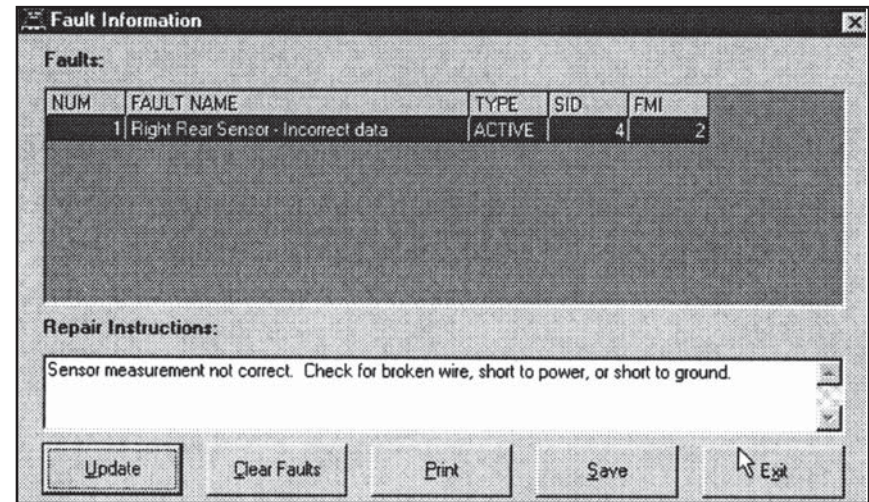 Fault Information
Faults:
NUM FAULT NAME TYPE SID FMI
1 Right Rear Sensor - Incorrect data ACTIVE 4 2
Repair Instructions:
Sensor measurement not correct. Check for broken wire, short to power, or short to ground.
Update Clear Faults Print Save Exit